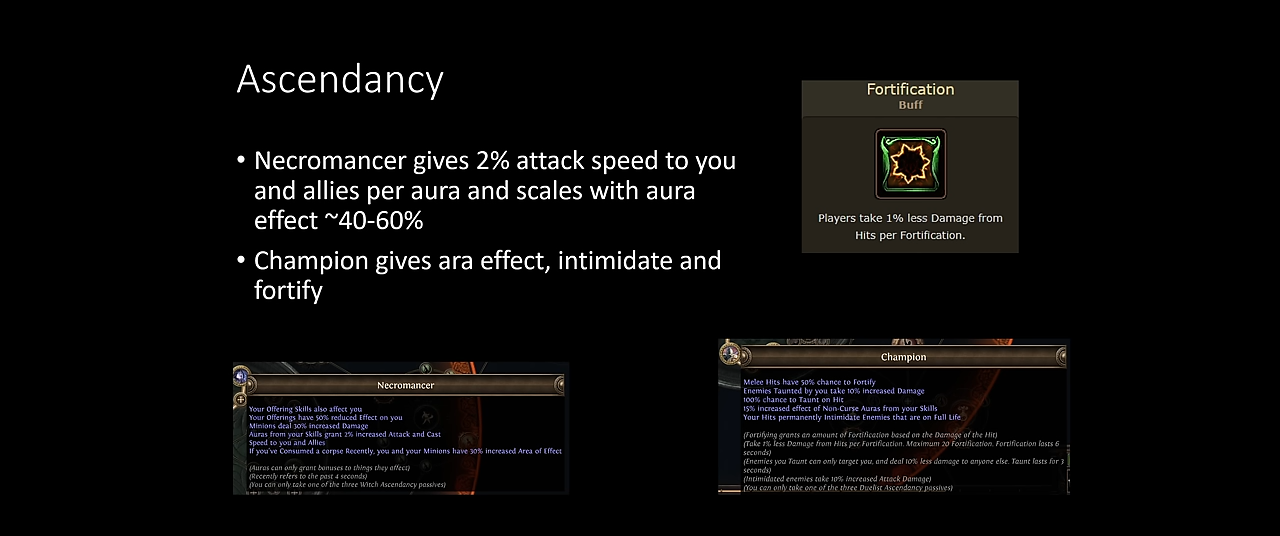 Ascendancy
• Necromancer gives 2% attack speed to you
and allies per aura and scales with aura
effect ~40-60%
• Champion gives ara effect, intimidate and
fortify
Fortification
Buff
Players take 1% less Damage from
Hits per Fortification.
Necromancer
Your Offering Skills also affect you
Your Offerings have 50% reduced Effect on you
Minions deal 30% increased Damage
Auras from your Skills grant 2% increased Attack and Cast
Speed to you and Allies
If you've Consumed a corpse Recently, you and your Minions have 30% increased Area of Effect
(Auras can only grant bonuses to things they affect)
(Recently refers to the past 4 seconds)
(You can only take one of the three Witch Ascendancy passives)
Champion
Melee Hits have 50% chance to Fortify
Enemies Taunted by you take 10% increased Damage
100% chance to Taunt on Hit
15% increased effect of Non-Curse Auras from your Skills
Your Hits permanently Intimidate Enemies that are on Full Life
(Fortifying grants an amount of Fortification based on the Damage of the Hit)
(Take 1% less Damage from Hits per Fortification. Maximum 20 Fortification. Fortification lasts 6
seconds)
(Enemies you Taunt can only target you, and deal 10% less damage to anyone else. Taunt lasts for 3
seconds)
(Intimidated enemies take 10% increased Attack Damage)
(You can only take one of the three Duelist Ascendancy passives)